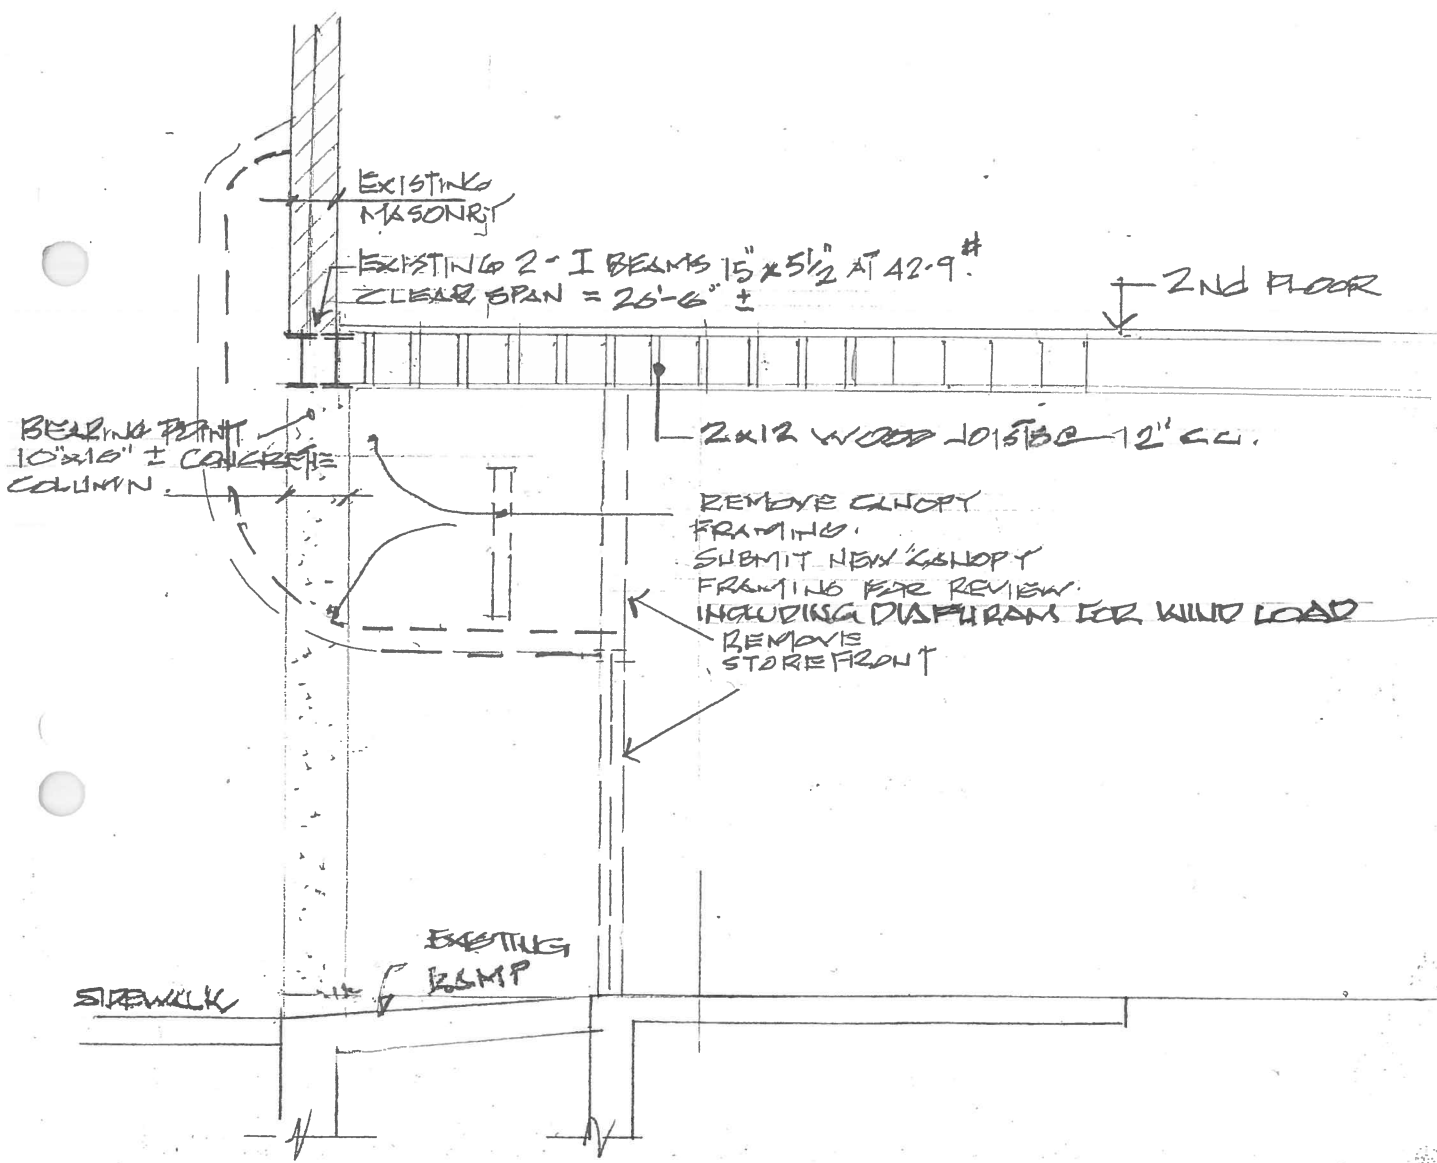 EXISTING
MASONRY
EXISTING 2 - I BEAMS 15" x 5 1/2" AT 42.9#
CLEAR SPAN = 26'-6" ±
2Nd FLOOR
BEARING POINT
10"x16" ± CONCRETE
COLUMN.
2x12 WOOD JOISTS @ 12" C.C.
REMOVE CANOPY
FRAMING.
SUBMIT NEW CANOPY
FRAMING FOR REVIEW.
INCLUDING DIAFHRAM FOR WIND LOAD
REMOVE
STOREFRONT
EXISTING
RAMP
SIDEWALK